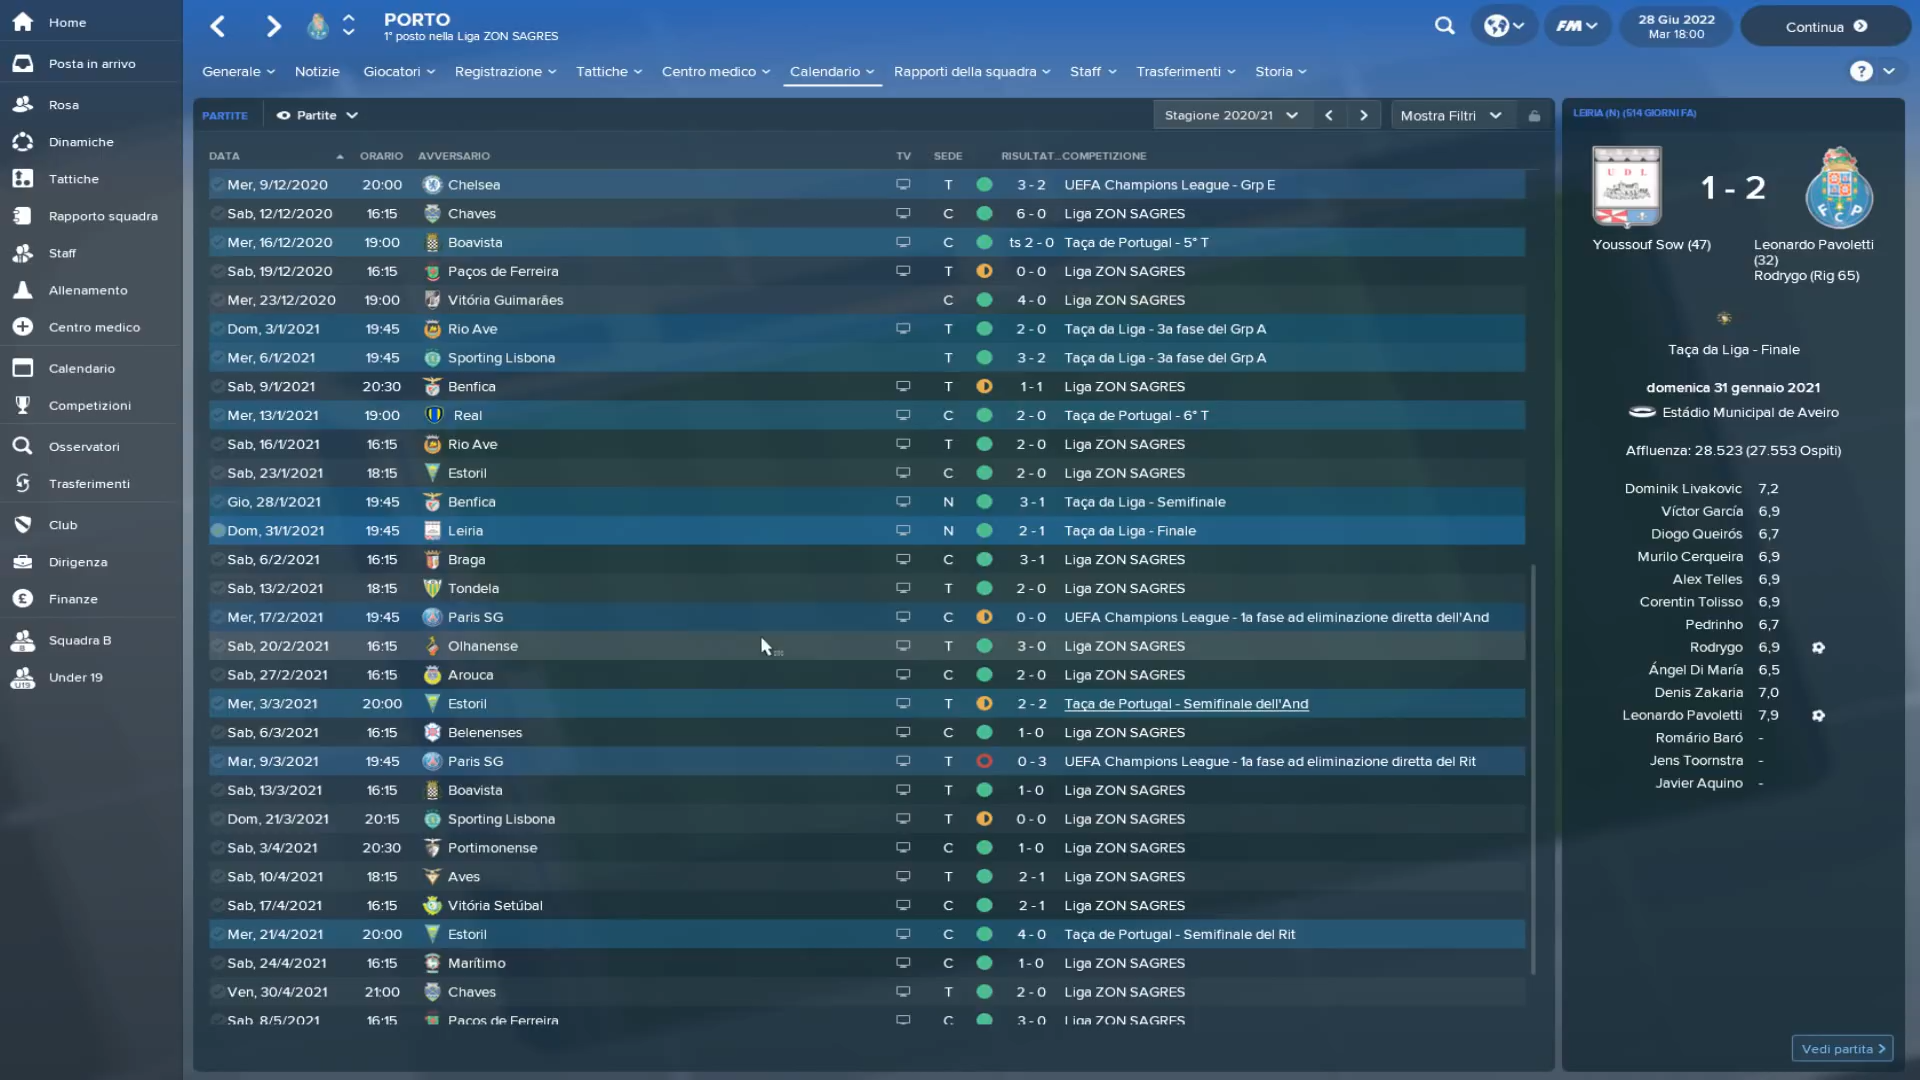 PORTO
1° posto nella Liga ZON SAGRES
FM
28 Giu 2022
Mar 18:00
Continua
Home
Posta in arrivo
Rosa
Dinamiche
Tattiche
Rapporto squadra
Staff
Allenamento
Centro medico
Calendario
Competizioni
Osservatori
Trasferimenti
Club
Dirigenza
Finanze
Squadra B
Under 19
Generale Notizie Giocatori Registrazione Tattiche Centro medico Calendario Rapporti della squadra Staff Trasferimenti Storia ?
PARTITE Partite Stagione 2020/21 Mostra Filtri
DATA ORARIO AVVERSARIO TV SEDE RISULTAT... COMPETIZIONE
Mer, 9/12/2020 20:00 Chelsea T 3 - 2 UEFA Champions League - Grp E
Sab, 12/12/2020 16:15 Chaves C 6 - 0 Liga ZON SAGRES
Mer, 16/12/2020 19:00 Boavista C ts 2 - 0 Taça de Portugal - 5° T
Sab, 19/12/2020 16:15 Paços de Ferreira T 0 - 0 Liga ZON SAGRES
Mer, 23/12/2020 19:00 Vitória Guimarães C 4 - 0 Liga ZON SAGRES
Dom, 3/1/2021 19:45 Rio Ave T 2 - 0 Taça da Liga - 3a fase del Grp A
Mer, 6/1/2021 19:45 Sporting Lisbona T 3 - 2 Taça da Liga - 3a fase del Grp A
Sab, 9/1/2021 20:30 Benfica T 1 - 1 Liga ZON SAGRES
Mer, 13/1/2021 19:00 Real C 2 - 0 Taça de Portugal - 6° T
Sab, 16/1/2021 16:15 Rio Ave T 2 - 0 Liga ZON SAGRES
Sab, 23/1/2021 18:15 Estoril C 2 - 0 Liga ZON SAGRES
Gio, 28/1/2021 19:45 Benfica N 3 - 1 Taça da Liga - Semifinale
Dom, 31/1/2021 19:45 Leiria N 2 - 1 Taça da Liga - Finale
Sab, 6/2/2021 16:15 Braga C 3 - 1 Liga ZON SAGRES
Sab, 13/2/2021 18:15 Tondela T 2 - 0 Liga ZON SAGRES
Mer, 17/2/2021 19:45 Paris SG C 0 - 0 UEFA Champions League - 1a fase ad eliminazione diretta dell'And
Sab, 20/2/2021 16:15 Olhanense T 3 - 0 Liga ZON SAGRES
Sab, 27/2/2021 16:15 Arouca C 2 - 0 Liga ZON SAGRES
Mer, 3/3/2021 20:00 Estoril T 2 - 2 Taça de Portugal - Semifinale dell'And
Sab, 6/3/2021 16:15 Belenenses C 1 - 0 Liga ZON SAGRES
Mar, 9/3/2021 19:45 Paris SG T 0 - 3 UEFA Champions League - 1a fase ad eliminazione diretta del Rit
Sab, 13/3/2021 16:15 Boavista T 1 - 0 Liga ZON SAGRES
Dom, 21/3/2021 20:15 Sporting Lisbona T 0 - 0 Liga ZON SAGRES
Sab, 3/4/2021 20:30 Portimonense C 1 - 0 Liga ZON SAGRES
Sab, 10/4/2021 18:15 Aves T 2 - 1 Liga ZON SAGRES
Sab, 17/4/2021 16:15 Vitória Setúbal C 2 - 1 Liga ZON SAGRES
Mer, 21/4/2021 20:00 Estoril C 4 - 0 Taça de Portugal - Semifinale del Rit
Sab, 24/4/2021 16:15 Marítimo C 1 - 0 Liga ZON SAGRES
Ven, 30/4/2021 21:00 Chaves T 2 - 0 Liga ZON SAGRES
Sab, 8/5/2021 16:15 Paços de Ferreira C 3 - 0 Liga ZON SAGRES
LEIRIA (N) (514 GIORNI FA)
UDL 1 - 2 FCP
Youssouf Sow (47)
Leonardo Pavoletti
(32)
Rodrygo (Rig 65)
Taça da Liga - Finale
domenica 31 gennaio 2021
Estádio Municipal de Aveiro
Affluenza: 28.523 (27.553 Ospiti)
Dominik Livakovic 7,2
Víctor García 6,9
Diogo Queirós 6,7
Murilo Cerqueira 6,9
Alex Telles 6,9
Corentin Tolisso 6,9
Pedrinho 6,7
Rodrygo 6,9
Ángel Di María 6,5
Denis Zakaria 7,0
Leonardo Pavoletti 7,9
Romário Baró -
Jens Toornstra -
Javier Aquino -
Vedi partita